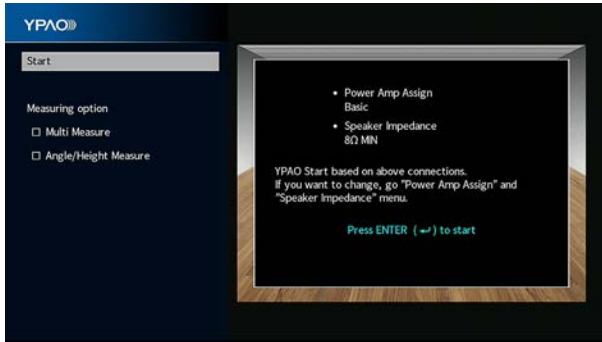 YPAO
Start
Measuring option
Multi Measure
Angle/Height Measure
• Power Amp Assign
Basic
• Speaker Impedance
8Ω MIN
YPAO Start based on above connections.
If you want to change, go "Power Amp Assign" and
"Speaker Impedance" menu.
Press ENTER ( ↵ ) to start